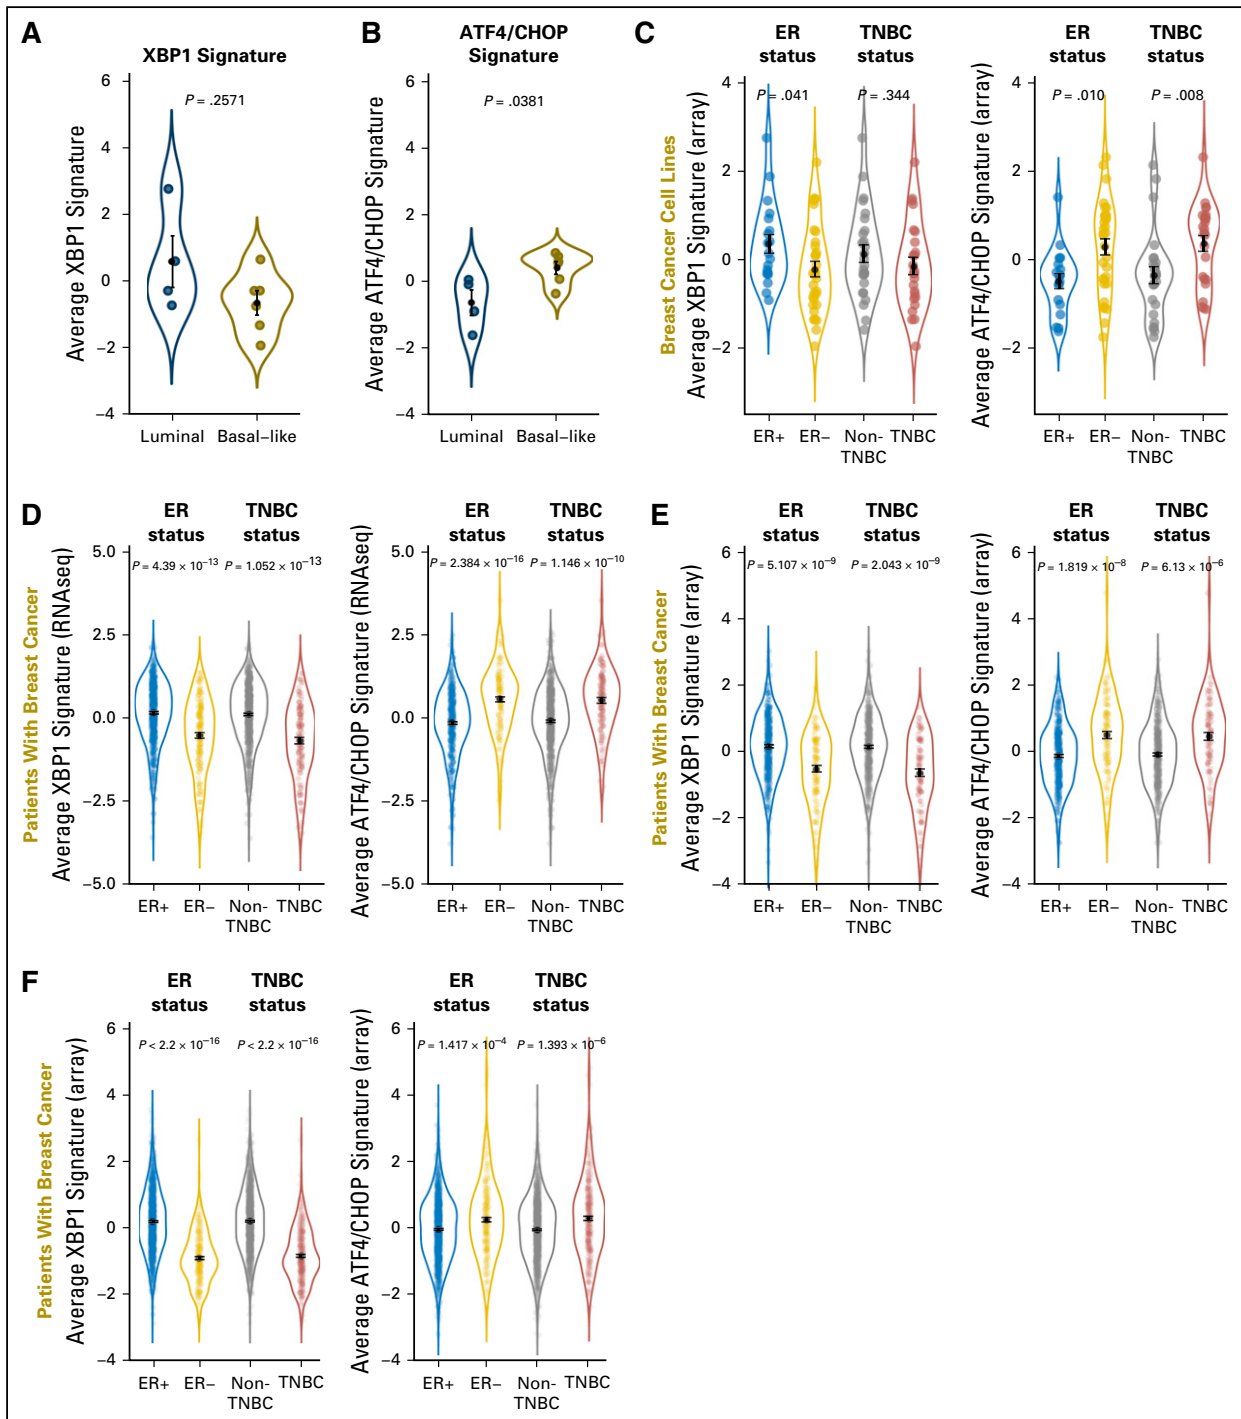 A
XBP1 Signature
Average XBP1 Signature
P = .2571
6
4
2
0
−2
−4
Luminal
Basal–like
B
ATF4/CHOP
Signature
Average ATF4/CHOP Signature
P = .0381
6
4
2
0
−2
−4
Luminal
Basal–like
C
Breast Cancer Cell Lines
ER
status
TNBC
status
Average XBP1 Signature (array)
P = .041
P = .344
4
2
0
−2
ER+
ER−
Non-
TNBC
TNBC
ER
status
TNBC
status
Average ATF4/CHOP Signature (array)
P = .010
P = .008
4
2
0
−2
ER+
ER−
Non-
TNBC
TNBC
D
Patients With Breast Cancer
ER
status
TNBC
status
Average XBP1 Signature (RNAseq)
P = 4.39 × 10−13
P = 1.052 × 10−13
5.0
2.5
0.0
−2.5
−5.0
ER+
ER−
Non-
TNBC
TNBC
ER
status
TNBC
status
Average ATF4/CHOP Signature (RNAseq)
P = 2.384 × 10−16
P = 1.146 × 10−10
5.0
2.5
0.0
−2.5
−5.0
ER+
ER−
Non-
TNBC
TNBC
E
Patients With Breast Cancer
ER
status
TNBC
status
Average XBP1 Signature (array)
P = 5.107 × 10−9
P = 2.043 × 10−9
6
4
2
0
−2
−4
ER+
ER−
Non-
TNBC
TNBC
ER
status
TNBC
status
Average ATF4/CHOP Signature (array)
P = 1.819 × 10−8
P = 6.13 × 10−6
6
4
2
0
−2
−4
ER+
ER−
Non-
TNBC
TNBC
F
Patients With Breast Cancer
ER
status
TNBC
status
Average XBP1 Signature (array)
P < 2.2 × 10−16
P < 2.2 × 10−16
6
4
2
0
−2
−4
ER+
ER−
Non-
TNBC
TNBC
ER
status
TNBC
status
Average ATF4/CHOP Signature (array)
P = 1.417 × 10−4
P = 1.393 × 10−6
6
4
2
0
−2
−4
ER+
ER−
Non-
TNBC
TNBC